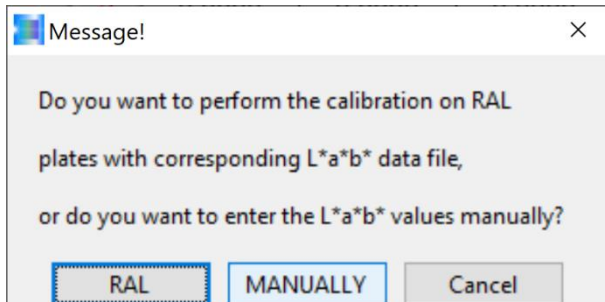 Message!
Do you want to perform the calibration on RAL
plates with corresponding L*a*b* data file,
or do you want to enter the L*a*b* values manually?
RAL MANUALLY Cancel